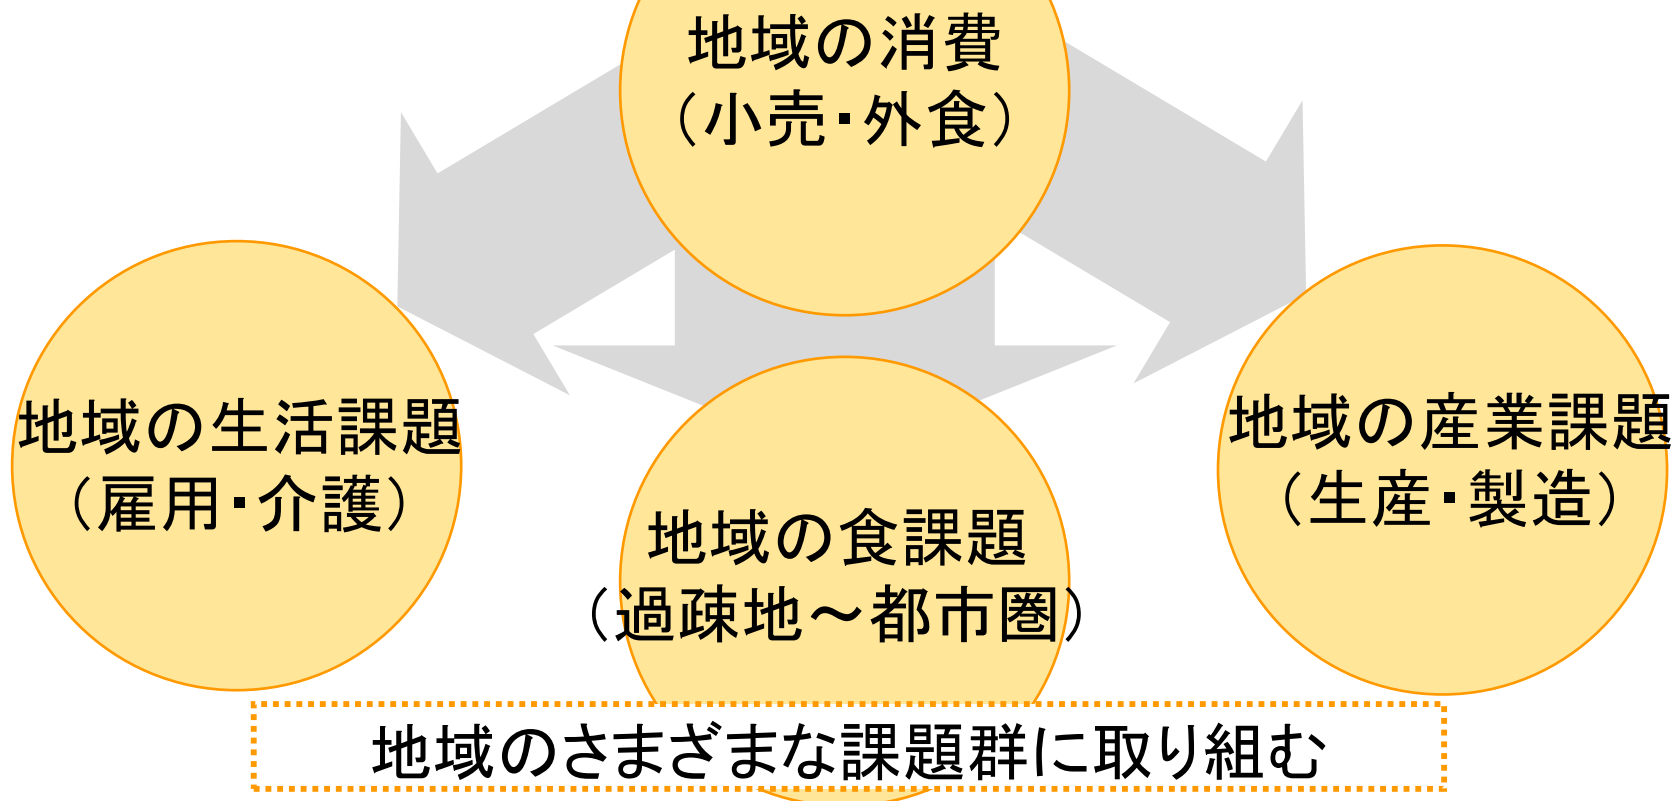 地域の消費
（小売・外食）
地域の生活課題
（雇用・介護）
地域の食課題
（過疎地～都市圏）
地域の産業課題
（生産・製造）
地域のさまざまな課題群に取り組む